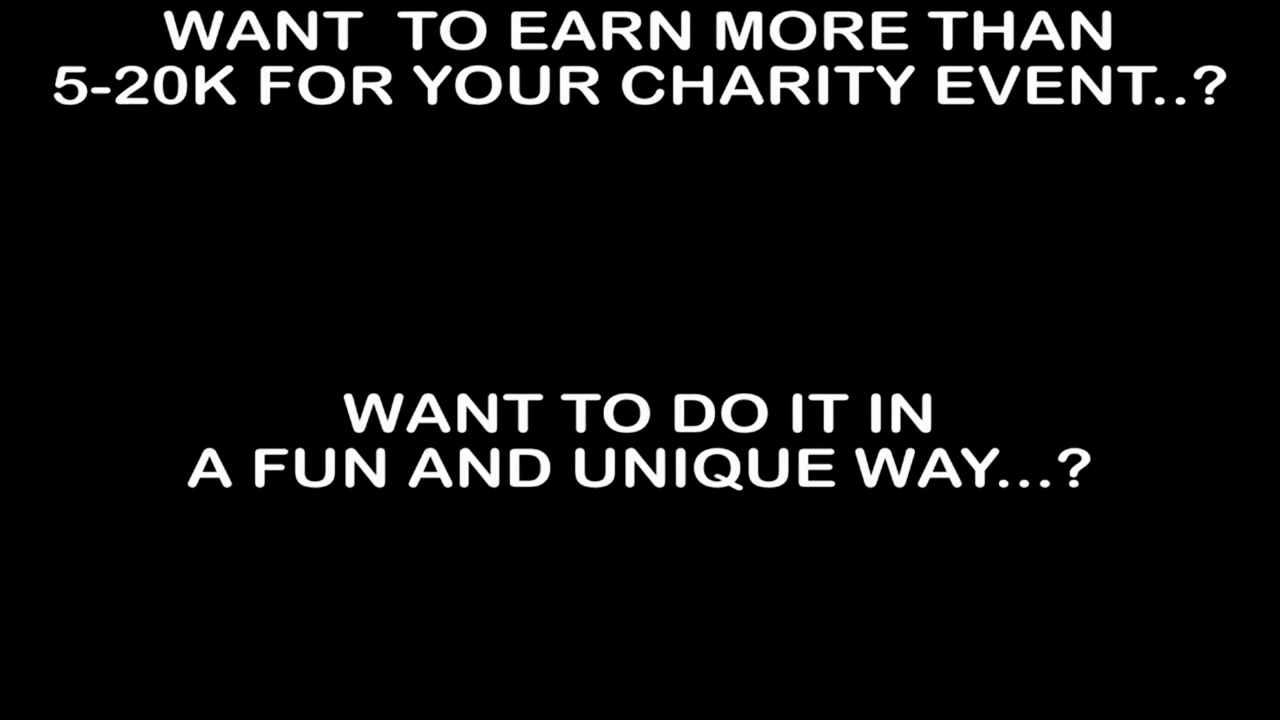 WANT  TO EARN MORE THAN
5-20K FOR YOUR CHARITY EVENT..?
WANT TO DO IT IN
A FUN AND UNIQUE WAY...?